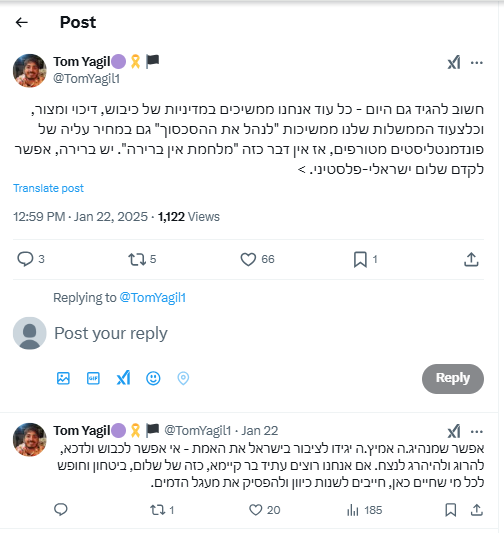 Post
Tom Yagil
@TomYagil1
חשוב להגיד גם היום - כל עוד אנחנו ממשיכים במדיניות של כיבוש, דיכוי ומצור,
וכלצעוד הממשלות שלנו ממשיכות "לנהל את ההסכסוך" גם במחיר עליה של
פונדמנטליסטים מטורפים, אז אין דבר כזה "מלחמת אין ברירה". יש ברירה, אפשר
לקדם שלום ישראלי-פלסטיני. >
Translate post
12:59 PM · Jan 22, 2025 · 1,122 Views
3 5 66 1
Replying to @TomYagil1
Post your reply
GIF
Reply
Tom Yagil @TomYagil1 · Jan 22
אפשר שמנהיג.ה אמיץ.ה יגידו לציבור בישראל את האמת - אי אפשר לכבוש ולדכא,
להרוג ולהיהרג לנצח. אם אנחנו רוצים עתיד בר קיימא, כזה של שלום, ביטחון וחופש
לכל מי שחיים כאן, חייבים לשנות כיוון ולהפסיק את מעגל הדמים.
1 20 185